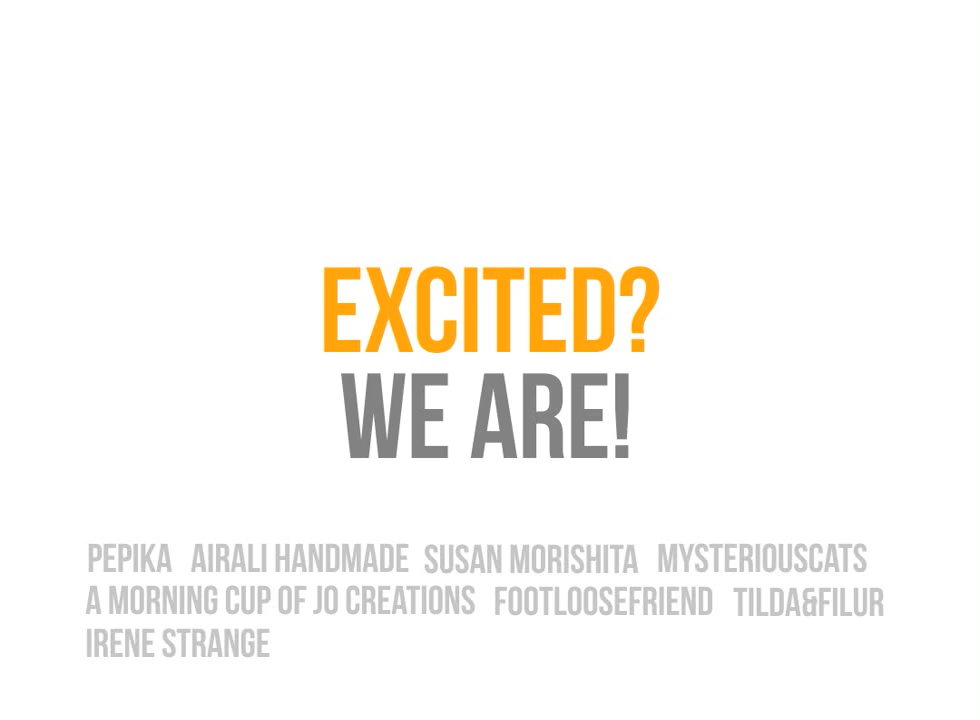 EXCITED?
WE ARE!
PEPIKA AIRALI HANDMADE SUSAN MORISHITA MYSTERIOUSCATS
A MORNING CUP OF JO CREATIONS FOOTLOOSEFRIEND TILDA&FILUR
IRENE STRANGE